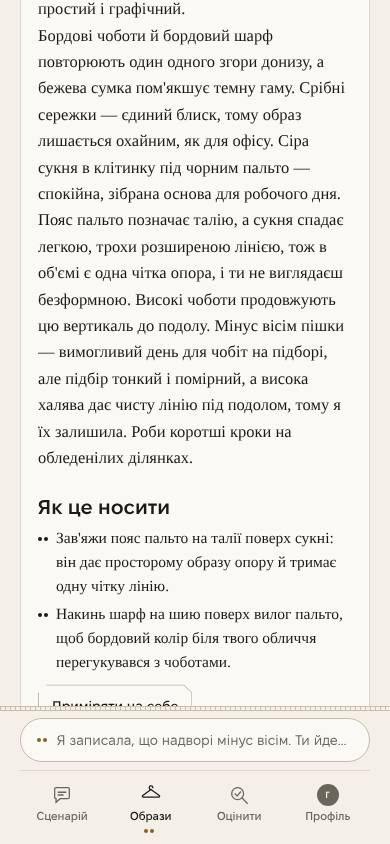 простий і графічний.
Бордові чоботи й бордовий шарф
повторюють один одного згори донизу, а
бежева сумка пом'якшує темну гаму. Срібні
сережки — єдиний блиск, тому образ
лишається охайним, як для офісу. Сіра
сукня в клітинку під чорним пальто —
спокійна, зібрана основа для робочого дня.
Пояс пальто позначає талію, а сукня спадає
легкою, трохи розширеною лінією, тож в
об'ємі є одна чітка опора, і ти не виглядаєш
безформною. Високі чоботи продовжують
цю вертикаль до подолу. Мінус вісім пішки
— вимогливий день для чобіт на підборі,
але підбір тонкий і помірний, а висока
халява дає чисту лінію під подолом, тому я
їх залишила. Роби коротші кроки на
обледенілих ділянках.
Як це носити
•• Зав'яжи пояс пальто на талії поверх сукні:
він дає просторому образу опору й тримає
одну чітку лінію.
•• Накинь шарф на шию поверх вилог пальто,
щоб бордовий колір біля твого обличчя
перегукувався з чоботами.
Приміряти на себе
•• Я записала, що надворі мінус вісім. Ти йде…
Сценарій
Образи
Оцінити
г
Профіль